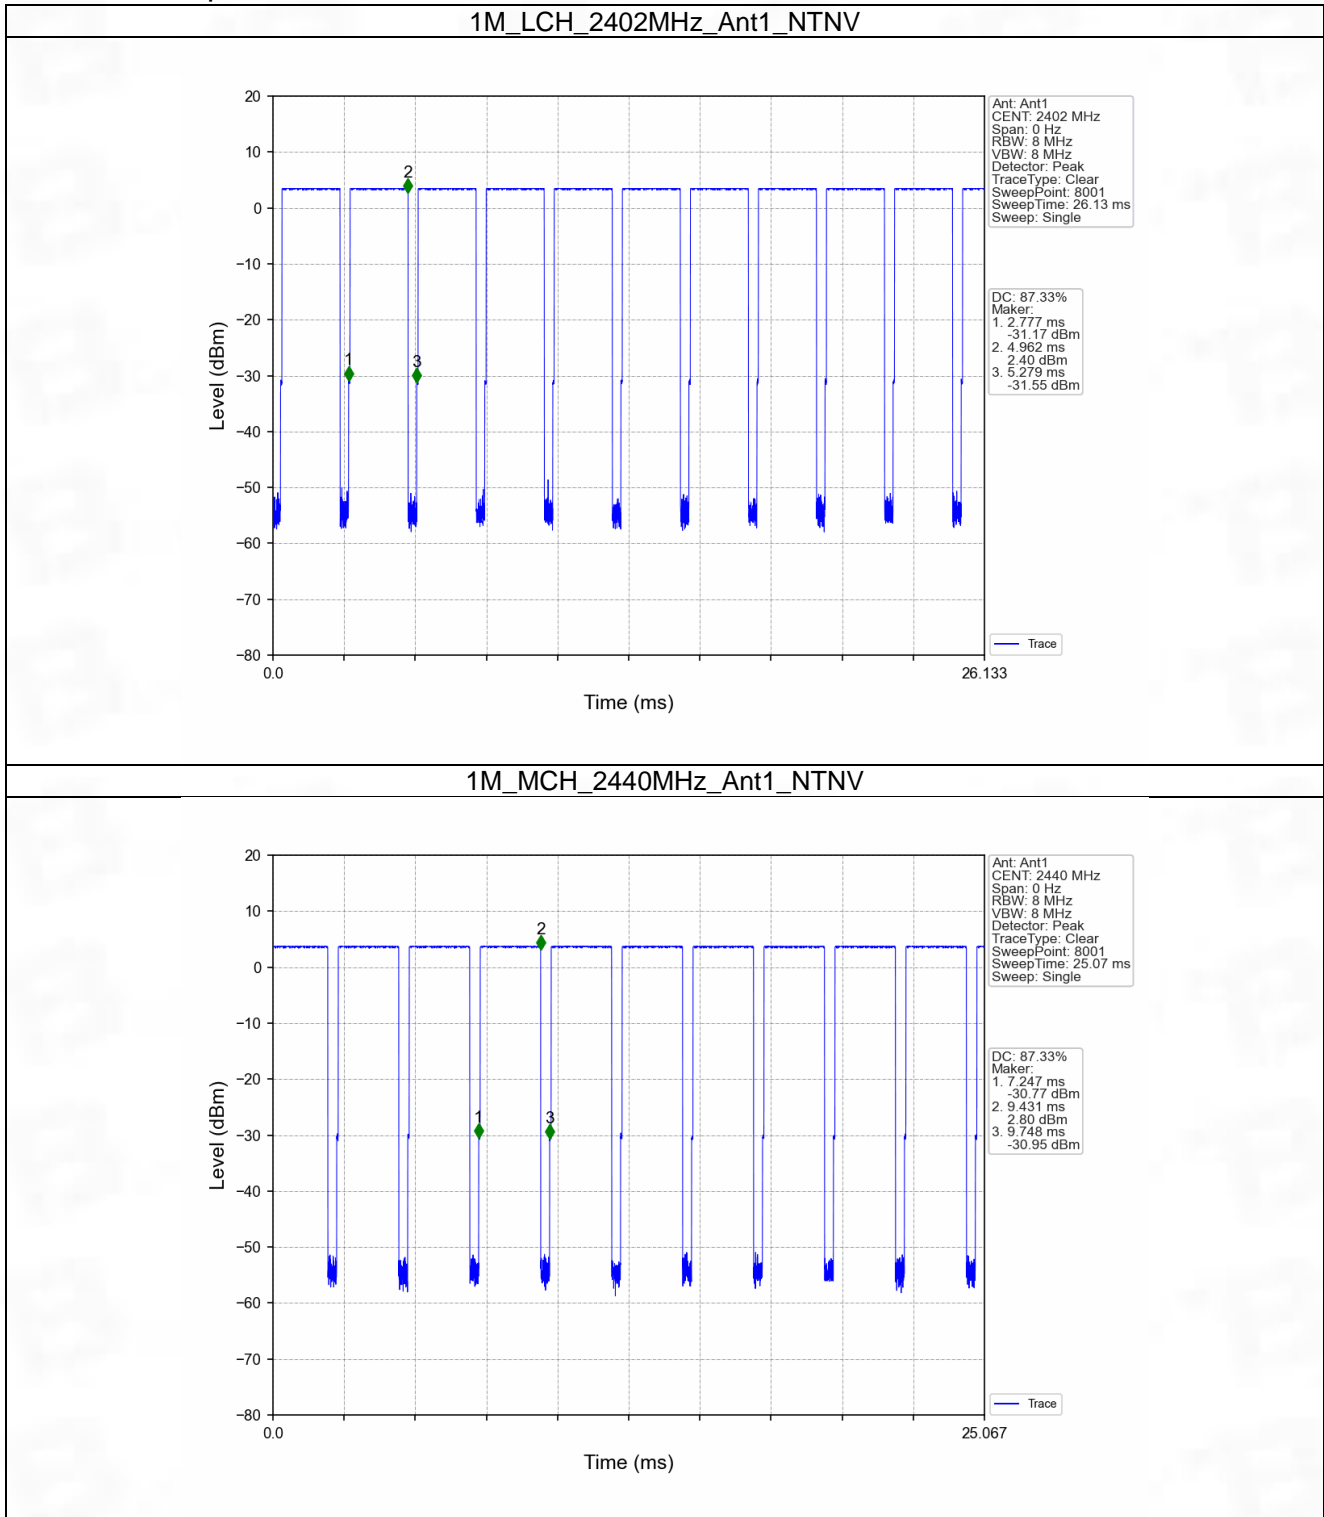 1M_LCH_2402MHz_Ant1_NTNV
20
10
0
−10
−20
−30
−40
−50
−60
−70
−80
Level (dBm)
1
2
3
0.0
26.133
Time (ms)
Ant: Ant1
CENT: 2402 MHz
Span: 0 Hz
RBW: 8 MHz
VBW: 8 MHz
Detector: Peak
TraceType: Clear
SweepPoint: 8001
SweepTime: 26.13 ms
Sweep: Single
DC: 87.33%
Maker:
1. 2.777 ms
-31.17 dBm
2. 4.962 ms
2.40 dBm
3. 5.279 ms
-31.55 dBm
Trace
1M_MCH_2440MHz_Ant1_NTNV
20
10
0
−10
−20
−30
−40
−50
−60
−70
−80
Level (dBm)
1
2
3
0.0
25.067
Time (ms)
Ant: Ant1
CENT: 2440 MHz
Span: 0 Hz
RBW: 8 MHz
VBW: 8 MHz
Detector: Peak
TraceType: Clear
SweepPoint: 8001
SweepTime: 25.07 ms
Sweep: Single
DC: 87.33%
Maker:
1. 7.247 ms
-30.77 dBm
2. 9.431 ms
2.80 dBm
3. 9.748 ms
-30.95 dBm
Trace